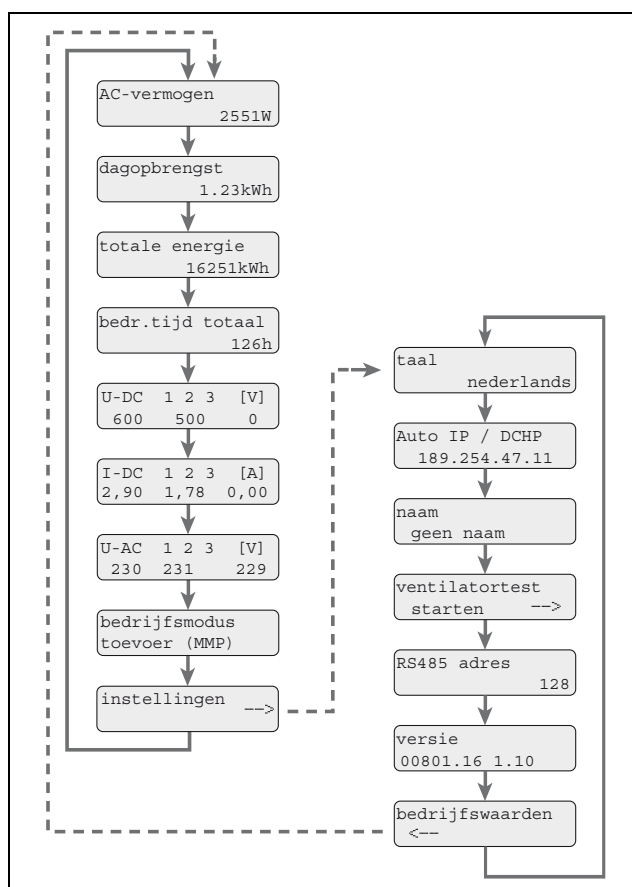 AC-vermogen
2551W
dagopbrengst
1.23kWh
totale energie
16251kWh
bedr.tijd totaal
126h
U-DC 1 2 3 [V]
600 500 0
I-DC 1 2 3 [A]
2,90 1,78 0,00
U-AC 1 2 3 [V]
230 231 229
bedrijfsmodus
toevoer (MMP)
instellingen -->
taal
nederlands
Auto IP / DCHP
189.254.47.11
naam
geen naam
ventilatortest
starten -->
RS485 adres
128
versie
00801.16 1.10
bedrijfswaarden
<--